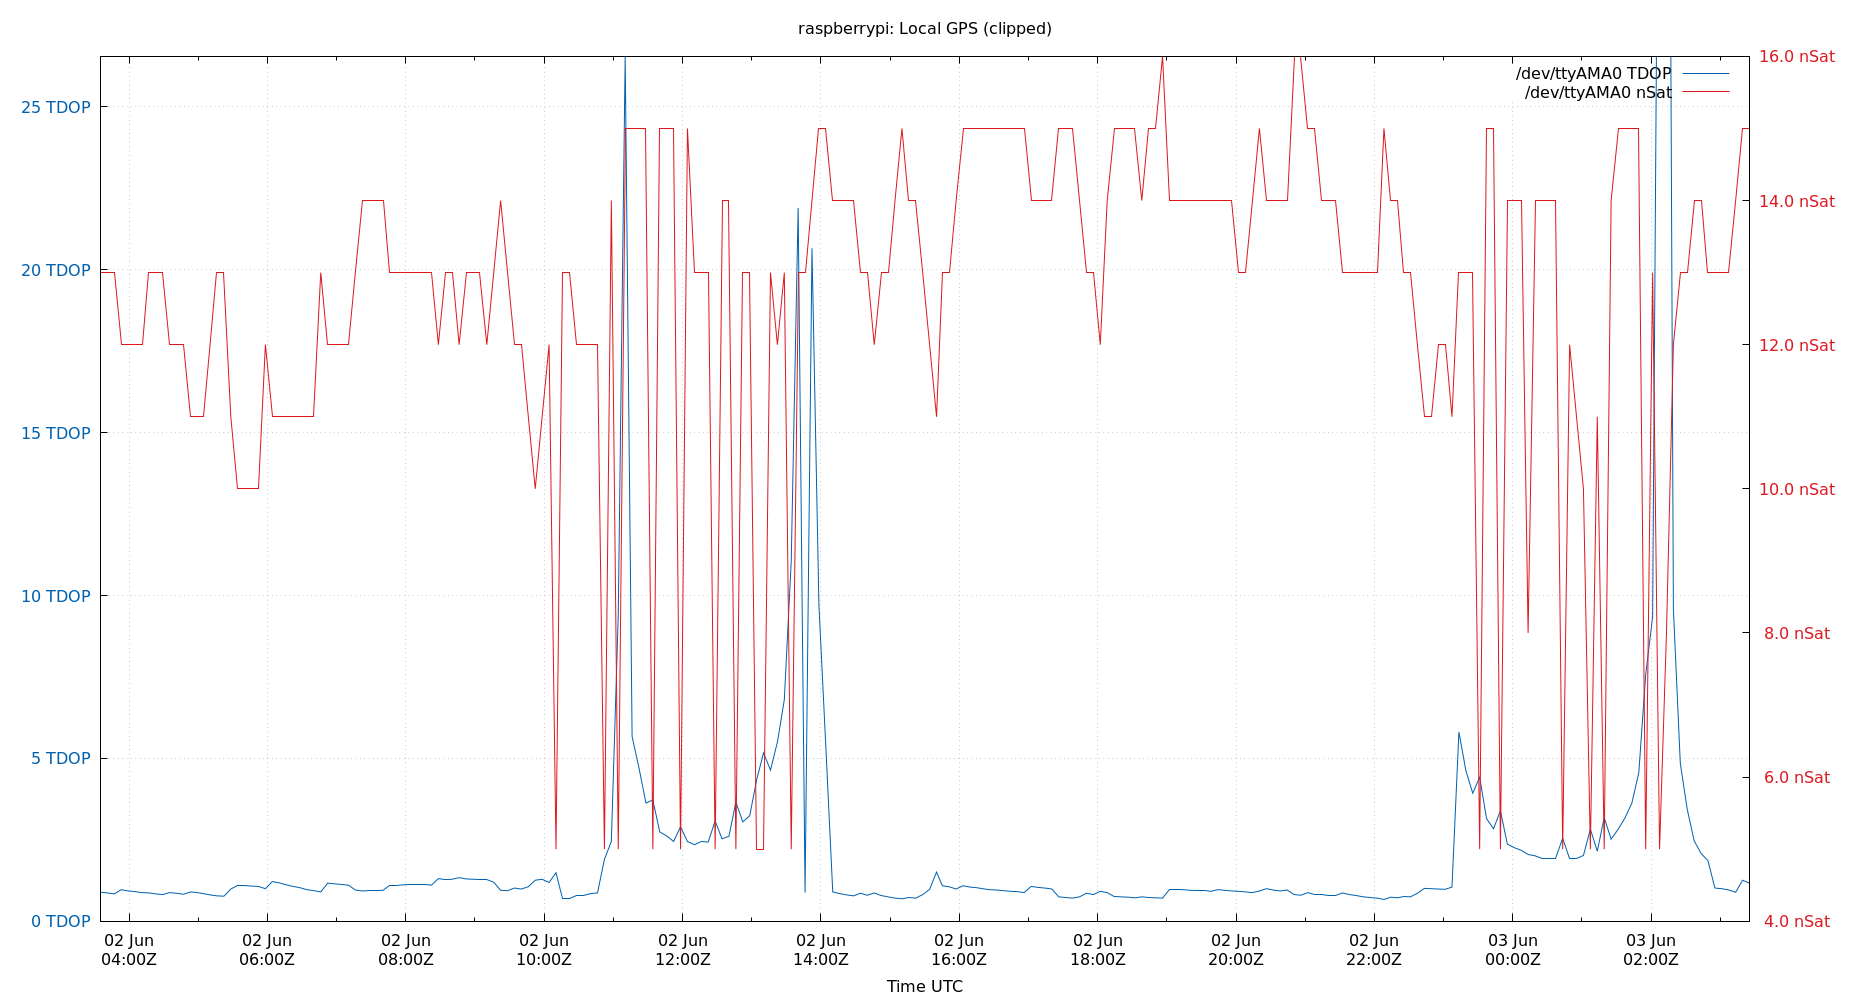 raspberrypi: Local GPS (clipped)
16.0 nSat
/dev/ttyAMA0 TDOP
/dev/ttyAMA0 nSat
25 TDOP
14.0 nSat
20 TDOP
12.0 nSat
15 TDOP
10.0 nSat
10 TDOP
8.0 nSat
5 TDOP
6.0 nSat
0 TDOP
4.0 nSat
02 Jun 02 Jun 02 Jun 02 Jun 02 Jun 02 Jun 02 Jun 02 Jun 02 Jun 02 Jun 03 Jun 03 Jun
04:00Z 06:00Z 08:00Z 10:00Z 12:00Z 14:00Z 16:00Z 18:00Z 20:00Z 22:00Z 00:00Z 02:00Z
Time UTC